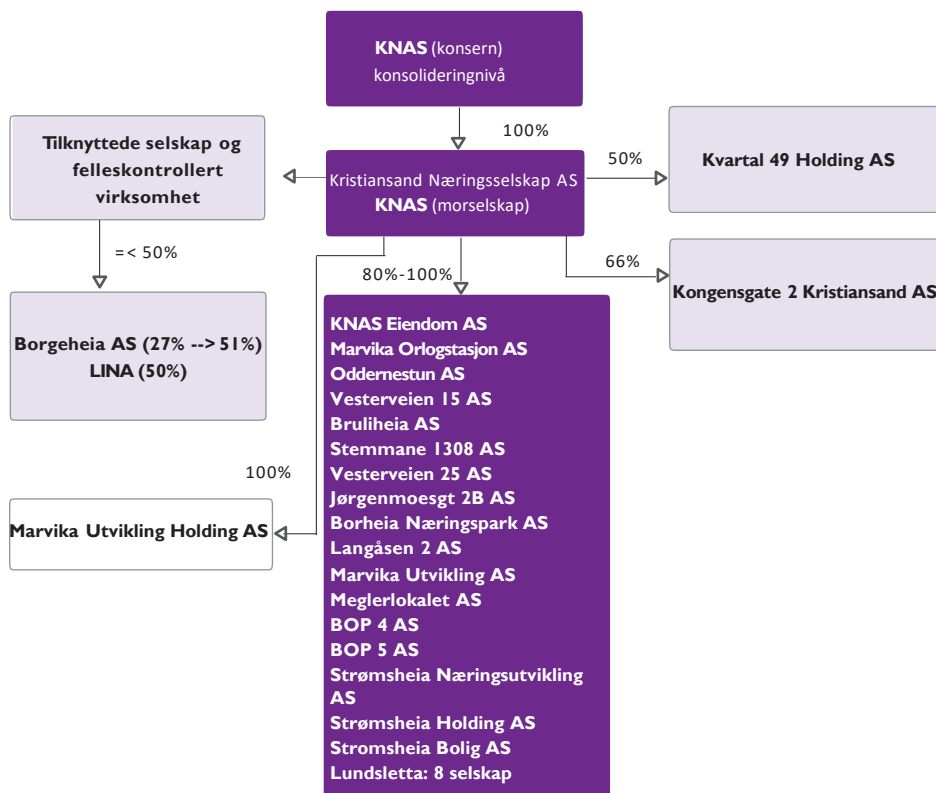 KNAS (konsern)
konsolideringnivå
100%
Tilknyttede selskap og
felleskontrollert
virksomhet
Kristiansand Næringsselskap AS
KNAS (morselskap)
50%
Kvartal 49 Holding AS
=< 50%
80%-100%
66%
Kongensgate 2 Kristiansand AS
Borgeheia AS (27% --> 51%)
LINA (50%)
100%
Marvika Utvikling Holding AS
KNAS Eiendom AS
Marvika Orlogstasjon AS
Oddernestun AS
Vesterveien 15 AS
Bruliheia AS
Stemmane 1308 AS
Vesterveien 25 AS
Jørgenmoesgt 2B AS
Borheia Næringspark AS
Langåsen 2 AS
Marvika Utvikling AS
Meglerlokalet AS
BOP 4 AS
BOP 5 AS
Strømsheia Næringsutvikling
AS
Strømsheia Holding AS
Stromsheia Bolig AS
Lundsletta: 8 selskap